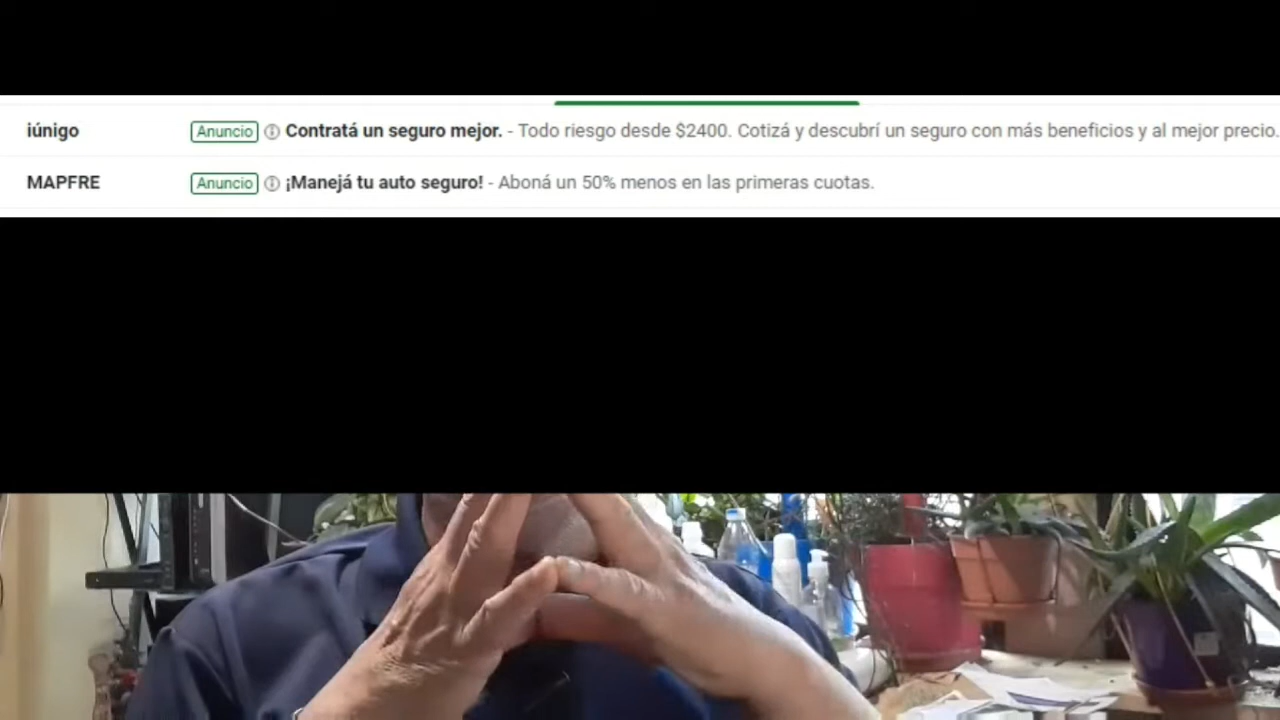 iúnigo Anuncio Contratá un seguro mejor. - Todo riesgo desde $2400. Cotizá y descubrí un seguro con más beneficios y al mejor precio.
MAPFRE Anuncio ¡Manejá tu auto seguro! - Aboná un 50% menos en las primeras cuotas.